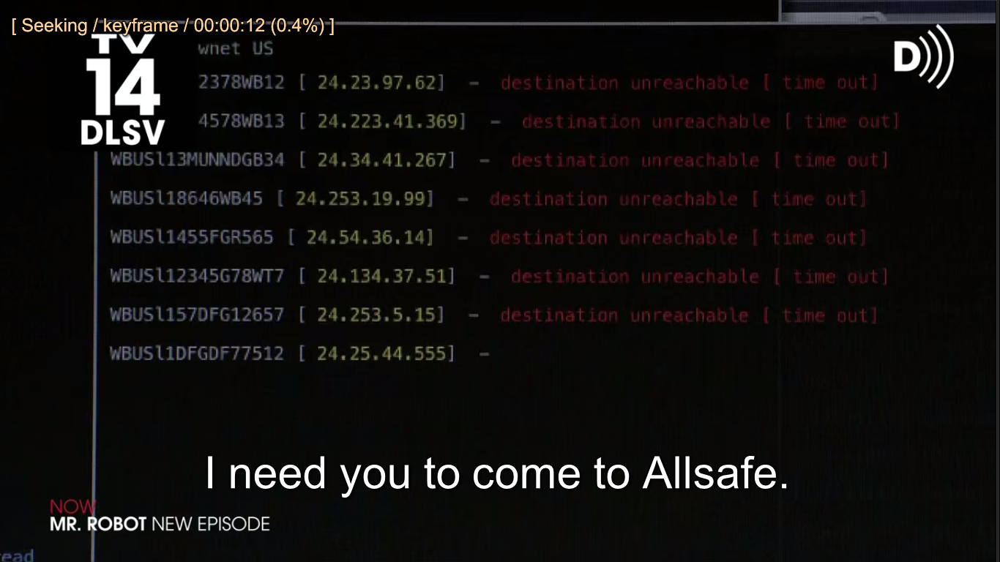 [ Seeking / keyframe / 00:00:12 (0.4%) ]
TV
14
DLSV
D
wnet US
2378WB12 [ 24.23.97.62] – destination unreachable [ time out]
4578WB13 [ 24.223.41.369] – destination unreachable [ time out]
WBUSl13MUNNDGB34 [ 24.34.41.267] – destination unreachable [ time out]
WBUSl18646WB45 [ 24.253.19.99] – destination unreachable [ time out]
WBUSl1455FGR565 [ 24.54.36.14] – destination unreachable [ time out]
WBUSl12345G78WT7 [ 24.134.37.51] – destination unreachable [ time out]
WBUSl157DFG12657 [ 24.253.5.15] – destination unreachable [ time out]
WBUSl1DFGDF77512 [ 24.25.44.555] –
I need you to come to Allsafe.
NOW
MR. ROBOT NEW EPISODE
ead